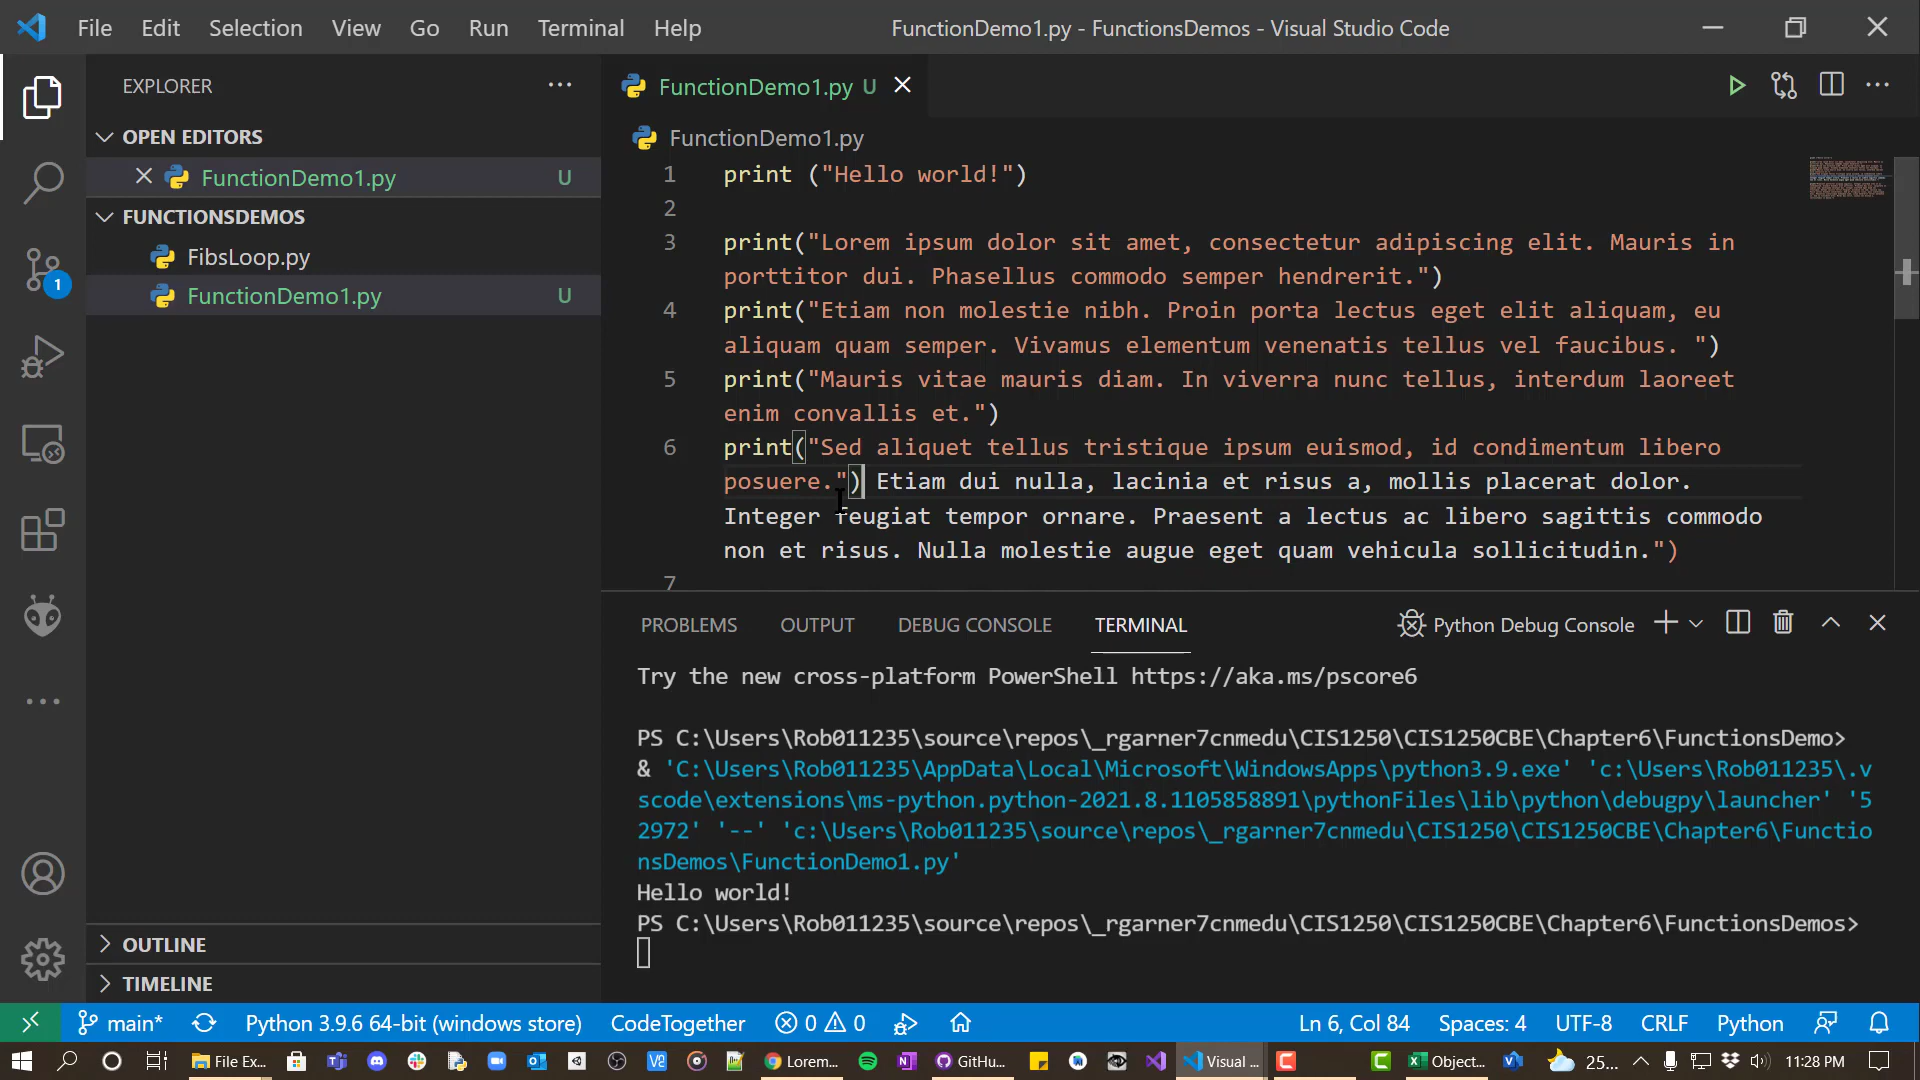 File Edit Selection View Go Run Terminal Help
FunctionDemo1.py - FunctionsDemos - Visual Studio Code
EXPLORER
OPEN EDITORS
FunctionDemo1.py U
FUNCTIONSDEMOS
FibsLoop.py
FunctionDemo1.py U
1
OUTLINE
TIMELINE
FunctionDemo1.py U
FunctionDemo1.py
1 print ("Hello world!")
2
3 print("Lorem ipsum dolor sit amet, consectetur adipiscing elit. Mauris in
porttitor dui. Phasellus commodo semper hendrerit.")
4 print("Etiam non molestie nibh. Proin porta lectus eget elit aliquam, eu
aliquam quam semper. Vivamus elementum venenatis tellus vel faucibus. ")
5 print("Mauris vitae mauris diam. In viverra nunc tellus, interdum laoreet
enim convallis et.")
6 print("Sed aliquet tellus tristique ipsum euismod, id condimentum libero
posuere.") Etiam dui nulla, lacinia et risus a, mollis placerat dolor.
Integer feugiat tempor ornare. Praesent a lectus ac libero sagittis commodo
non et risus. Nulla molestie augue eget quam vehicula sollicitudin.")
7
PROBLEMS OUTPUT DEBUG CONSOLE TERMINAL Python Debug Console
Try the new cross-platform PowerShell https://aka.ms/pscore6
PS C:\Users\Rob011235\source\repos\_rgarner7cnmedu\CIS1250\CIS1250CBE\Chapter6\FunctionsDemo>
& 'C:\Users\Rob011235\AppData\Local\Microsoft\WindowsApps\python3.9.exe' 'c:\Users\Rob011235\.v
scode\extensions\ms-python.python-2021.8.1105858891\pythonFiles\lib\python\debugpy\launcher' '5
2972' '--' 'c:\Users\Rob011235\source\repos\_rgarner7cnmedu\CIS1250\CIS1250CBE\Chapter6\Functio
nsDemos\FunctionDemo1.py'
Hello world!
PS C:\Users\Rob011235\source\repos\_rgarner7cnmedu\CIS1250\CIS1250CBE\Chapter6\FunctionsDemos>
main* Python 3.9.6 64-bit (windows store) CodeTogether 0 0 Ln 6, Col 84 Spaces: 4 UTF-8 CRLF Python
File Ex... Lorem... GitHu... Visual ... Object... 25... 11:28 PM